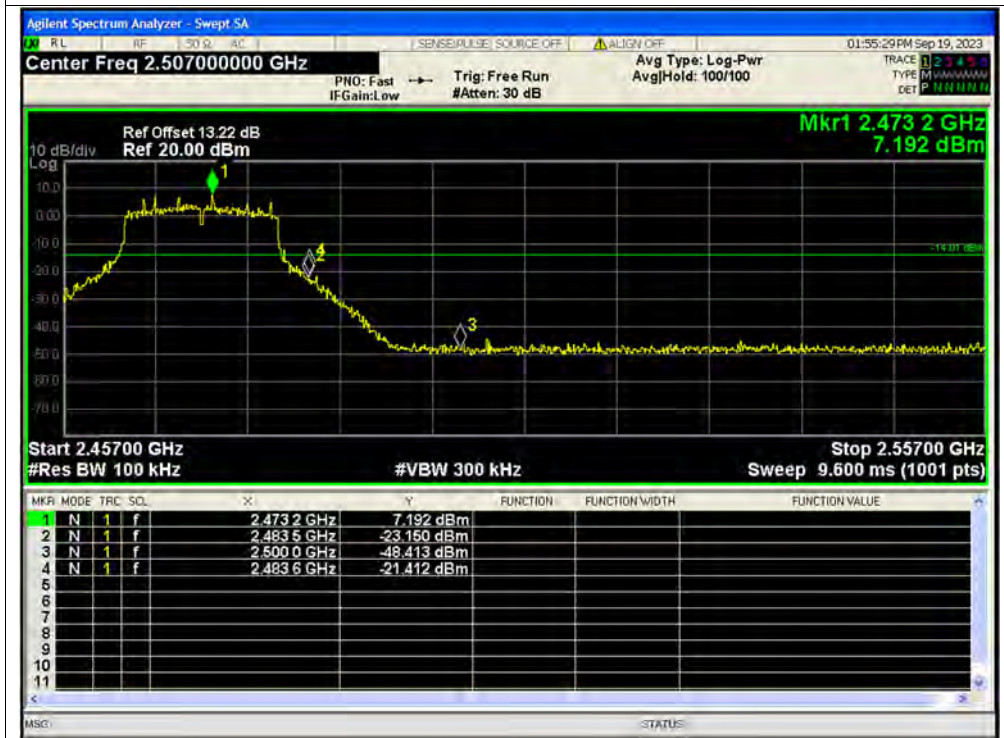 Agilent Spectrum Analyzer - Swept SA
RL RF 50 Ω AC SENSE:PULSE SOURCE OFF ALIGN OFF 01:55:29 PM Sep 19, 2023
Center Freq 2.507000000 GHz
PNO: Fast
IFGain:Low
Trig: Free Run
#Atten: 30 dB
Avg Type: Log-Pwr
Avg|Hold: 100/100
TRACE 1 2 3 4 5 6
TYPE M
DET P N N N N N
Mkr1 2.473 2 GHz
7.192 dBm
Ref Offset 13.22 dB
10 dB/div Ref 20.00 dBm
Log
1
10.0
0.00
-10.0
-14.01 dBm
4
2
-20.0
-30.0
-40.0
3
-50.0
-60.0
-70.0
Start 2.45700 GHz Stop 2.55700 GHz
#Res BW 100 kHz #VBW 300 kHz Sweep 9.600 ms (1001 pts)
MKR MODE TRC SCL X Y FUNCTION FUNCTION WIDTH FUNCTION VALUE
1 N 1 f 2.473 2 GHz 7.192 dBm
2 N 1 f 2.483 5 GHz -23.150 dBm
3 N 1 f 2.500 0 GHz -48.413 dBm
4 N 1 f 2.483 6 GHz -21.412 dBm
5
6
7
8
9
10
11
MSG STATUS